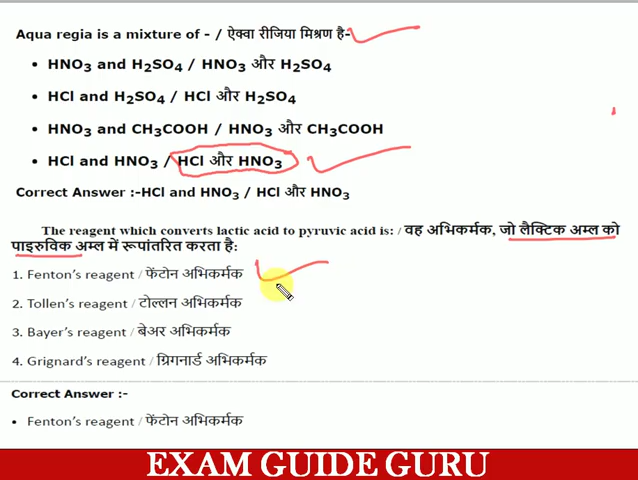 Aqua regia is a mixture of - / ऐक्वा रीजिया मिश्रण है-
• HNO₃ and H₂SO₄ / HNO₃ और H₂SO₄
• HCl and H₂SO₄ / HCl और H₂SO₄
• HNO₃ and CH₃COOH / HNO₃ और CH₃COOH
• HCl and HNO₃ / HCl और HNO₃
Correct Answer :-HCl and HNO₃ / HCl और HNO₃
The reagent which converts lactic acid to pyruvic acid is: / वह अभिकर्मक, जो लैक्टिक अम्ल को
पाइरुविक अम्ल में रूपांतरित करता है:
1. Fenton’s reagent / फेंटोन अभिकर्मक
2. Tollen’s reagent / टोल्लन अभिकर्मक
3. Bayer’s reagent / बेअर अभिकर्मक
4. Grignard’s reagent / ग्रिगनार्ड अभिकर्मक
Correct Answer :-
• Fenton’s reagent / फेंटोन अभिकर्मक
EXAM GUIDE GURU